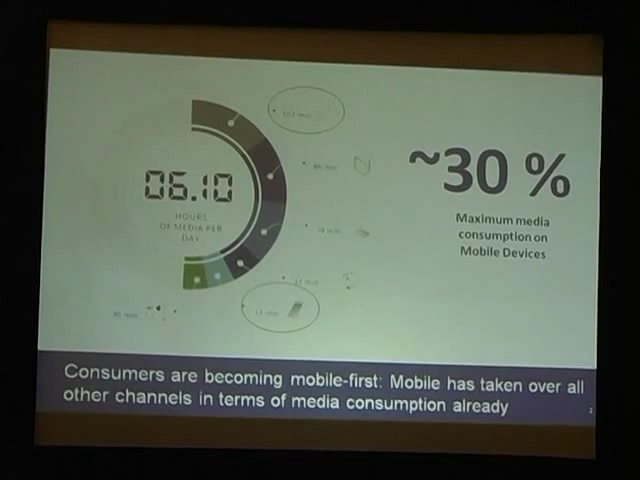 06.10
HOURS
OF MEDIA PER
DAY
~30 %
Maximum media
consumption on
Mobile Devices
Consumers are becoming mobile-first: Mobile has taken over all
other channels in terms of media consumption already
2